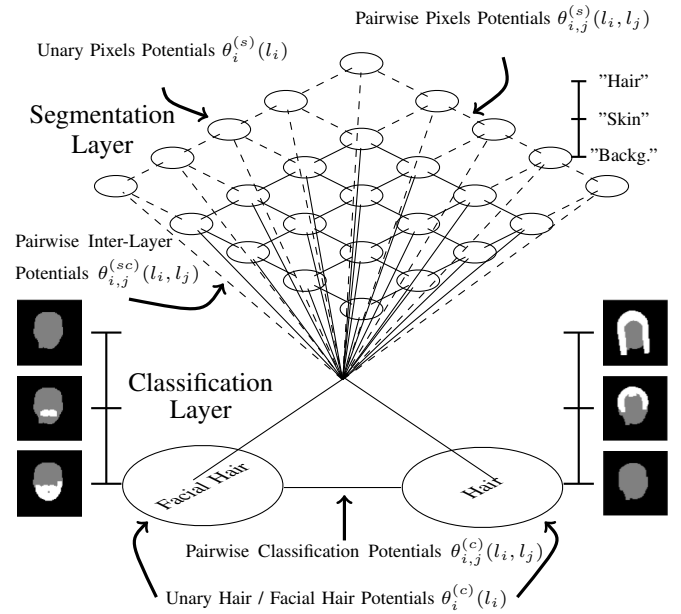 Pairwise Pixels Potentials θ_{i,j}^{(s)}(l_i, l_j)
Unary Pixels Potentials θ_i^{(s)}(l_i)
"Hair"
"Skin"
"Backg."
Segmentation
Layer
Pairwise Inter-Layer
Potentials θ_{i,j}^{(sc)}(l_i, l_j)
Classification
Layer
Facial Hair
Hair
Pairwise Classification Potentials θ_{i,j}^{(c)}(l_i, l_j)
Unary Hair / Facial Hair Potentials θ_i^{(c)}(l_i)